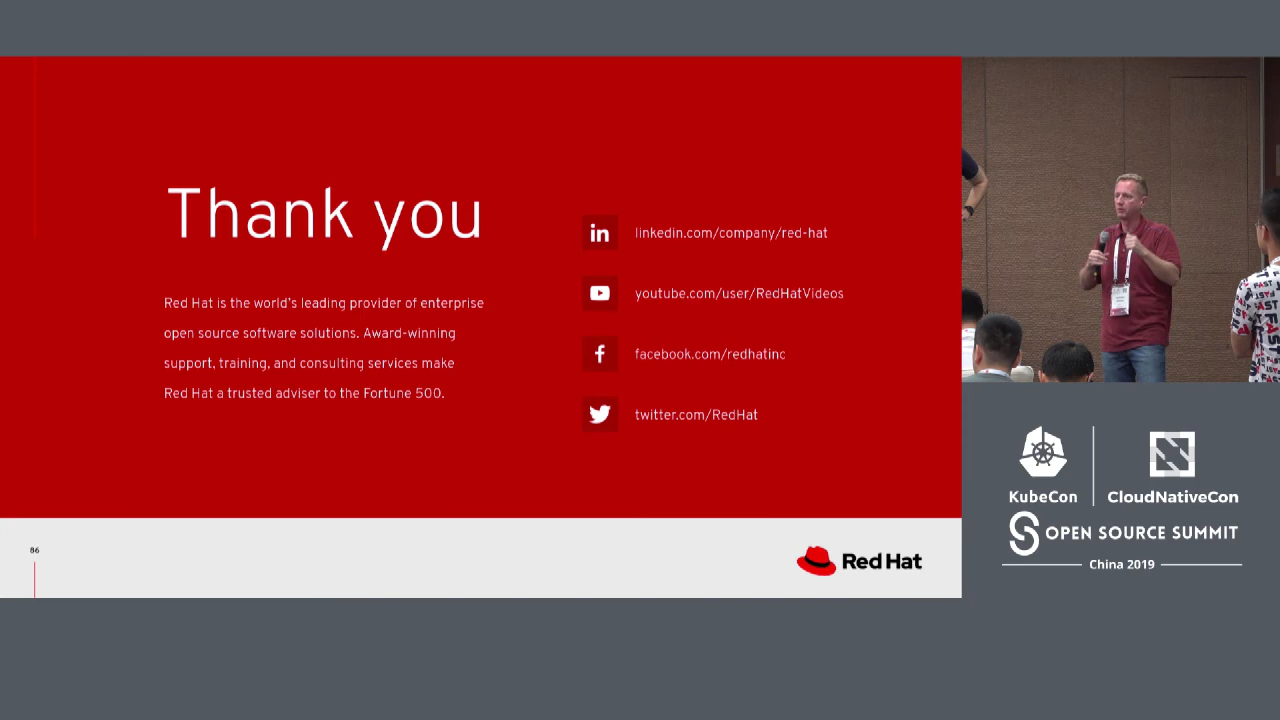 Thank you
Red Hat is the world's leading provider of enterprise
open source software solutions. Award-winning
support, training, and consulting services make
Red Hat a trusted adviser to the Fortune 500.
linkedin.com/company/red-hat
youtube.com/user/RedHatVideos
facebook.com/redhatinc
twitter.com/RedHat
86
Red Hat
FAST
KubeCon
CloudNativeCon
OPEN SOURCE SUMMIT
China 2019